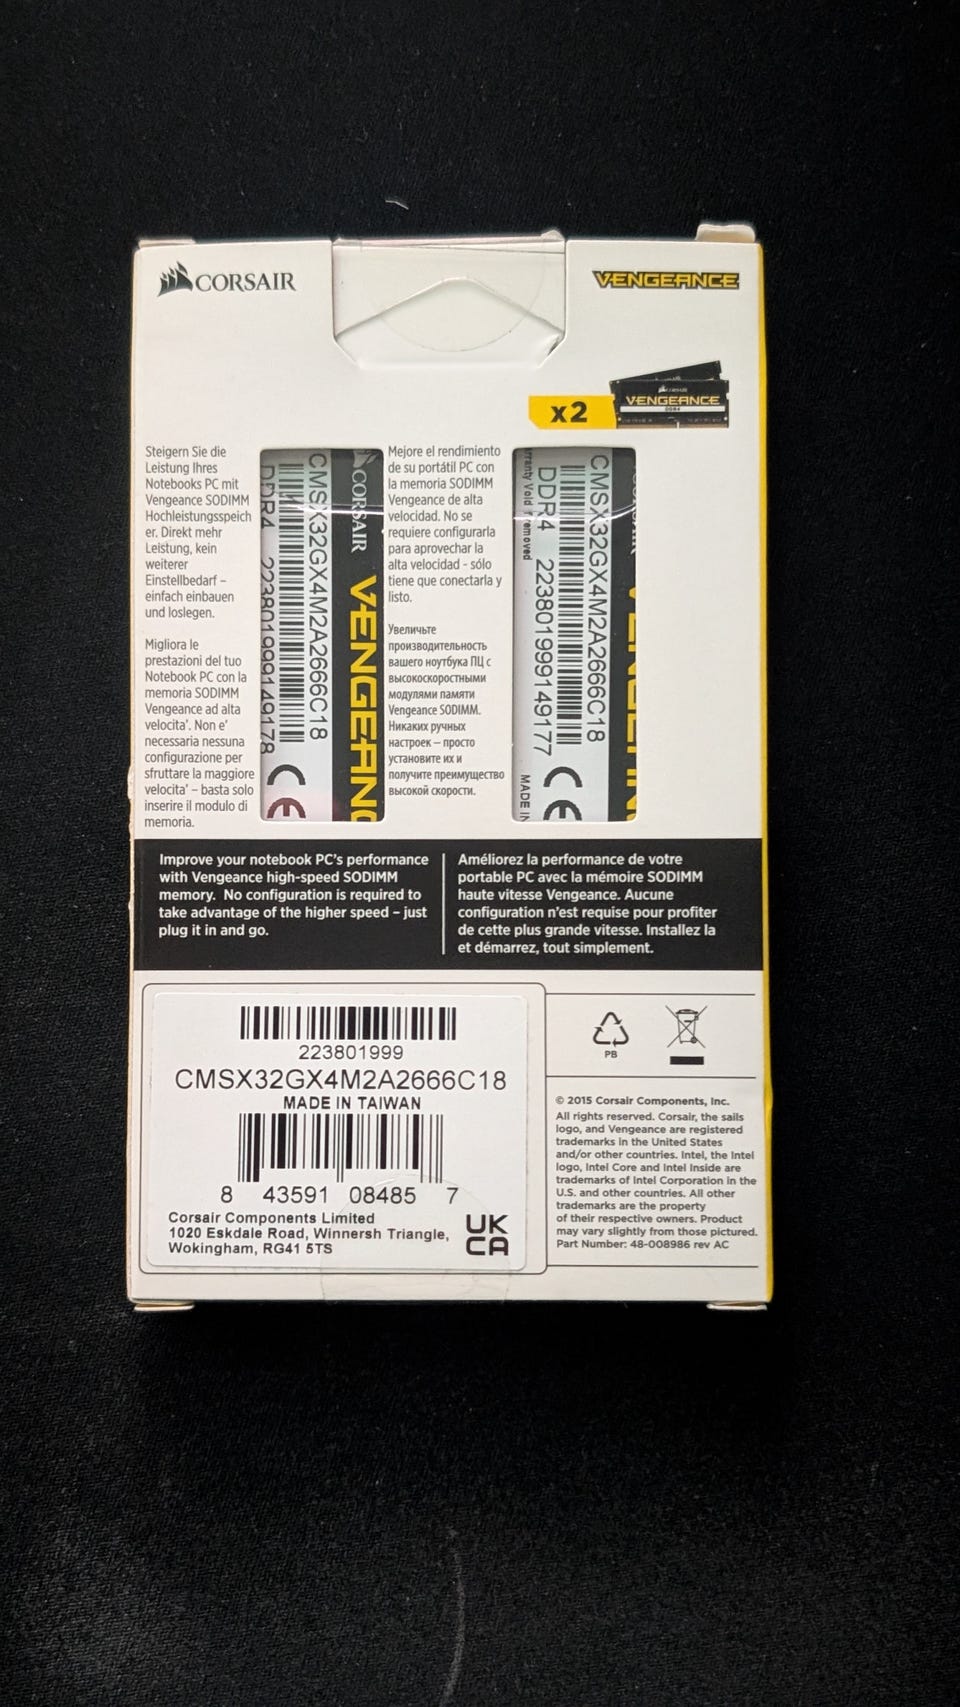 CORSAIR
VENGEANCE
x2
VENGEANCE
DDR4
Steigern Sie die
Leistung Ihres
Notebooks PC mit
Vengeance SODIMM
Hochleistungsspeich
er. Direkt mehr
Leistung, kein
weiterer
Einstellbedarf –
einfach einbauen
und loslegen.
Migliora le
prestazioni del tuo
Notebook PC con la
memoria SODIMM
Vengeance ad alta
velocita'. Non e'
necessaria nessuna
configurazione per
sfruttare la maggiore
velocita' – basta solo
inserire il modulo di
memoria.
CORSAIR VENGEANC
CMSX32GX4M2A2666C18
DDR4 223801999149178
CE
Mejore el rendimiento
de su portátil PC con
la memoria SODIMM
Vengeance de alta
velocidad. No se
requiere configurarla
para aprovechar la
alta velocidad - sólo
tiene que conectarla y
listo.
Увеличьте
производительность
вашего ноутбука ПЦ с
высокоскоростными
модулями памяти
Vengeance SODIMM.
Никаких ручных
настроек – просто
установите их и
получите преимущество
высокой скорости.
CMSX32GX4M2A2666C18
DDR4 223801999149177
CE
rranty Void removed
MADE IN
Improve your notebook PC's performance
with Vengeance high-speed SODIMM
memory. No configuration is required to
take advantage of the higher speed – just
plug it in and go.
Améliorez la performance de votre
portable PC avec la mémoire SODIMM
haute vitesse Vengeance. Aucune
configuration n'est requise pour profiter
de cette plus grande vitesse. Installez la
et démarrez, tout simplement.
223801999
CMSX32GX4M2A2666C18
MADE IN TAIWAN
8 43591 08485 7
Corsair Components Limited
1020 Eskdale Road, Winnersh Triangle,
Wokingham, RG41 5TS
UK
CA
PB
© 2015 Corsair Components, Inc.
All rights reserved. Corsair, the sails
logo, and Vengeance are registered
trademarks in the United States
and/or other countries. Intel, the Intel
logo, Intel Core and Intel Inside are
trademarks of Intel Corporation in the
U.S. and other countries. All other
trademarks are the property
of their respective owners. Product
may vary slightly from those pictured.
Part Number: 48-008986 rev AC